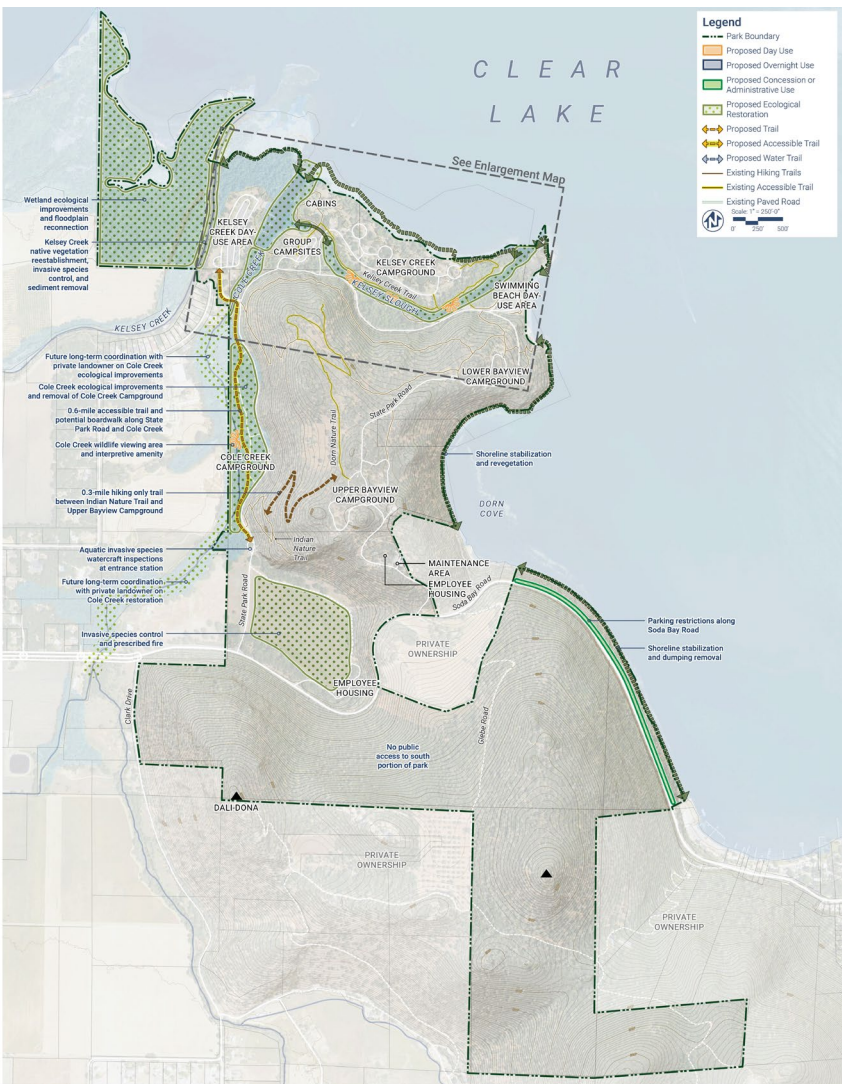 CLEAR
LAKE
Legend
Park Boundary
Proposed Day Use
Proposed Overnight Use
Proposed Concession or
Administrative Use
Proposed Ecological
Restoration
Proposed Trail
Proposed Accessible Trail
Proposed Water Trail
Existing Hiking Trails
Existing Accessible Trail
Existing Paved Road
Scale: 1" = 250'-0"
N
0' 250' 500'
See Enlargement Map
Wetland ecological
improvements
and floodplain
reconnection
Kelsey Creek
native vegetation
reestablishment,
invasive species
control, and
sediment removal
CABINS
KELSEY
CREEK DAY-
USE AREA
GROUP
CAMPSITES
KELSEY CREEK
CAMPGROUND
Kelsey Creek Trail
KELSEY SLOUGH
COLE CREEK
SWIMMING
BEACH DAY-
USE AREA
KELSEY CREEK
Future long-term coordination with
private landowner on Cole Creek
ecological improvements
Cole Creek ecological improvements
and removal of Cole Creek Campground
0.6-mile accessible trail and
potential boardwalk along State
Park Road and Cole Creek
Cole Creek wildlife viewing area
and interpretive amenity
LOWER BAYVIEW
CAMPGROUND
State Park Road
Dorn Nature Trail
COLE CREEK
CAMPGROUND
Shoreline stabilization
and revegetation
0.3-mile hiking only trail
between Indian Nature Trail and
Upper Bayview Campground
UPPER BAYVIEW
CAMPGROUND
DORN
COVE
Indian
Nature
Trail
Aquatic invasive species
watercraft inspections
at entrance station
MAINTENANCE
AREA
EMPLOYEE
HOUSING
Soda Bay Road
Future long-term coordination
with private landowner on
Cole Creek restoration
State Park Road
Invasive species control
and prescribed fire
PRIVATE
OWNERSHIP
Parking restrictions along
Soda Bay Road
Shoreline stabilization
and dumping removal
EMPLOYEE
HOUSING
Clark Drive
Glebe Road
No public
access to south
portion of park
DALI-DONA
PRIVATE
OWNERSHIP
PRIVATE
OWNERSHIP